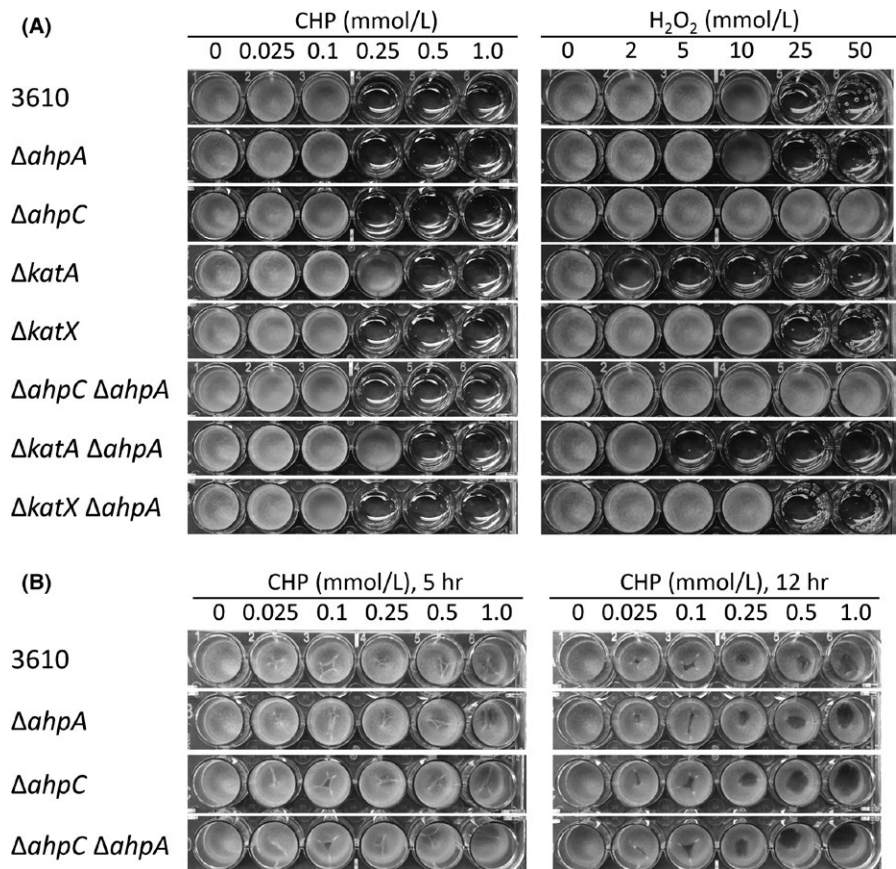 (A)
CHP (mmol/L)
0 0.025 0.1 0.25 0.5 1.0
H₂O₂ (mmol/L)
0 2 5 10 25 50
3610
ΔahpA
ΔahpC
ΔkatA
ΔkatX
ΔahpC ΔahpA
ΔkatA ΔahpA
ΔkatX ΔahpA
(B)
CHP (mmol/L), 5 hr
0 0.025 0.1 0.25 0.5 1.0
CHP (mmol/L), 12 hr
0 0.025 0.1 0.25 0.5 1.0
3610
ΔahpA
ΔahpC
ΔahpC ΔahpA